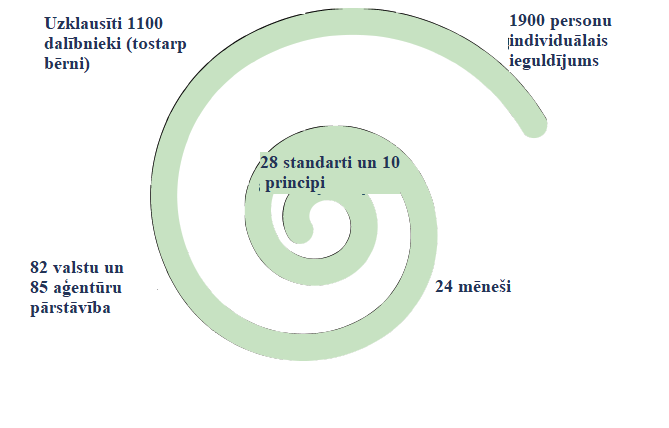 Uzklausīti 1100
dalībnieki (tostarp
bērni)
1900 personu
individuālais
ieguldījums
28 standarti un 10
principi
82 valstu un
85 aģentūru
pārstāvība
24 mēneši